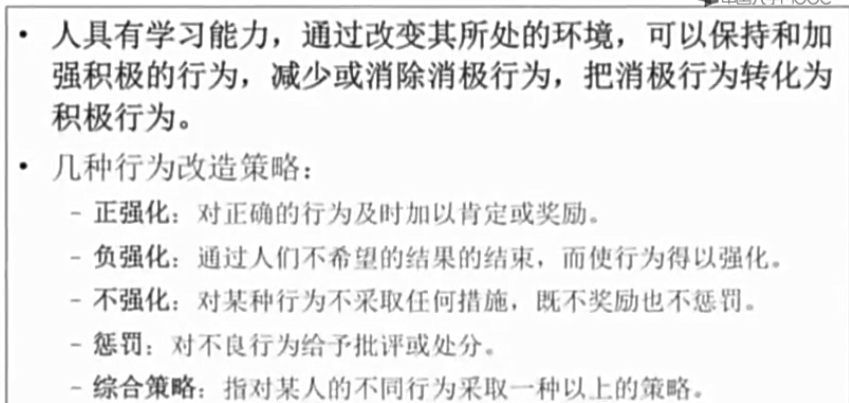 • 人具有学习能力，通过改变其所处的环境，可以保持和加
强积极的行为，减少或消除消极行为，把消极行为转化为
积极行为。
• 几种行为改造策略：
– 正强化：对正确的行为及时加以肯定或奖励。
– 负强化：通过人们不希望的结果的结束，而使行为得以强化。
– 不强化：对某种行为不采取任何措施，既不奖励也不惩罚。
– 惩罚：对不良行为给予批评或处分。
– 综合策略：指对某人的不同行为采取一种以上的策略。